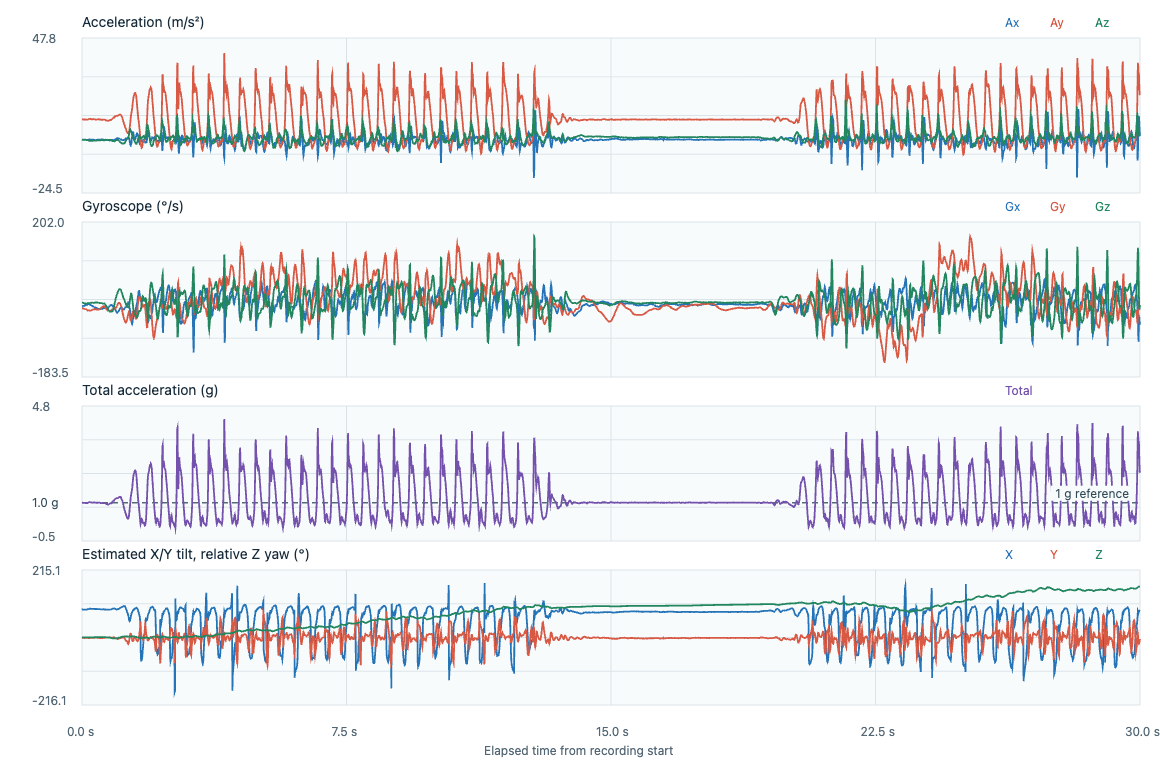 Acceleration (m/s²) Ax Ay Az
47.8
-24.5
Gyroscope (°/s) Gx Gy Gz
202.0
-183.5
Total acceleration (g) Total
4.8
1.0 g
1 g reference
-0.5
Estimated X/Y tilt, relative Z yaw (°) X Y Z
215.1
-216.1
0.0 s 7.5 s 15.0 s 22.5 s 30.0 s
Elapsed time from recording start